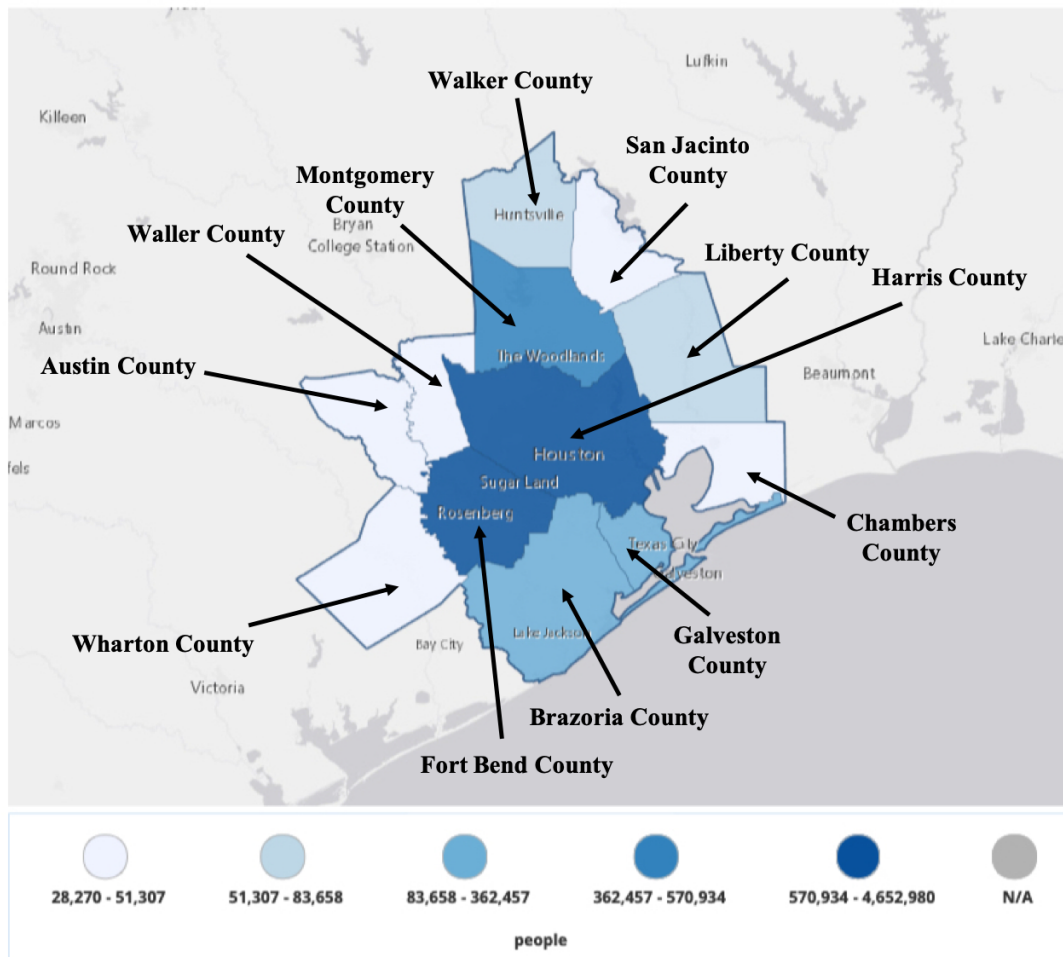 Lufkin
Walker County
Killeen
San Jacinto
County
Montgomery
County
Huntsville
Bryan
College Station
Waller County
Liberty County
Round Rock
Harris County
Austin
Lake Charle
The Woodlands
Austin County
Beaumont
Marcos
fels
Houston
Sugar Land
Rosenberg
Chambers
County
Texas City
Galveston
Lake Jackson
Galveston
County
Wharton County
Bay City
Victoria
Brazoria County
Fort Bend County
28,270 - 51,307
51,307 - 83,658
83,658 - 362,457
362,457 - 570,934
570,934 - 4,652,980
N/A
people